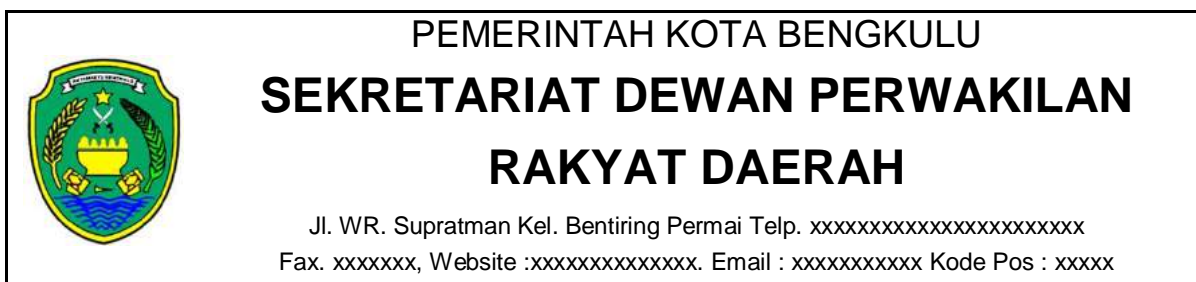 PEMERINTAH KOTA BENGKULU
SEKRETARIAT DEWAN PERWAKILAN
RAKYAT DAERAH
Jl. WR. Supratman Kel. Bentiring Permai Telp. xxxxxxxxxxxxxxxxxxxxxxx
Fax. xxxxxxx, Website :xxxxxxxxxxxxxx. Email : xxxxxxxxxxx Kode Pos : xxxxx